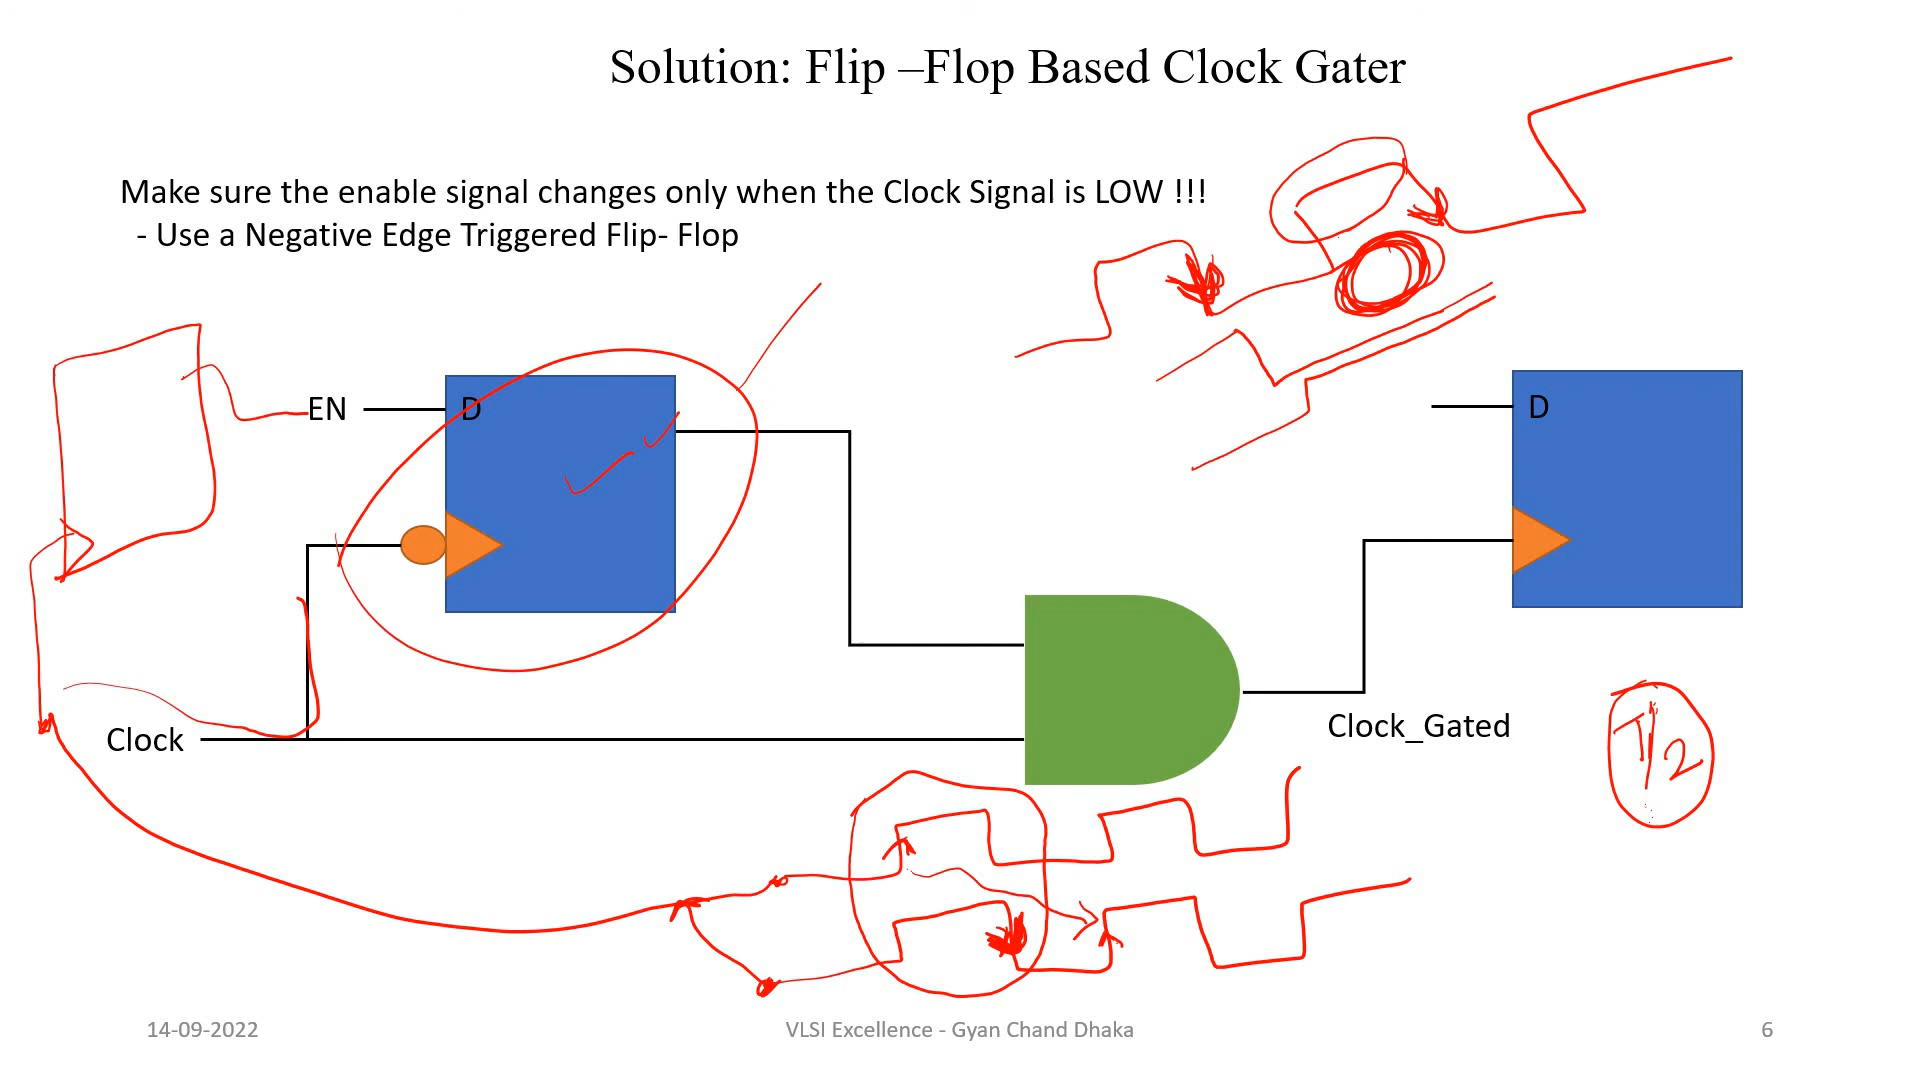 Solution: Flip –Flop Based Clock Gater
Make sure the enable signal changes only when the Clock Signal is LOW !!!
- Use a Negative Edge Triggered Flip- Flop
EN
D
D
Clock
Clock_Gated
T/2
14-09-2022
VLSI Excellence - Gyan Chand Dhaka
6